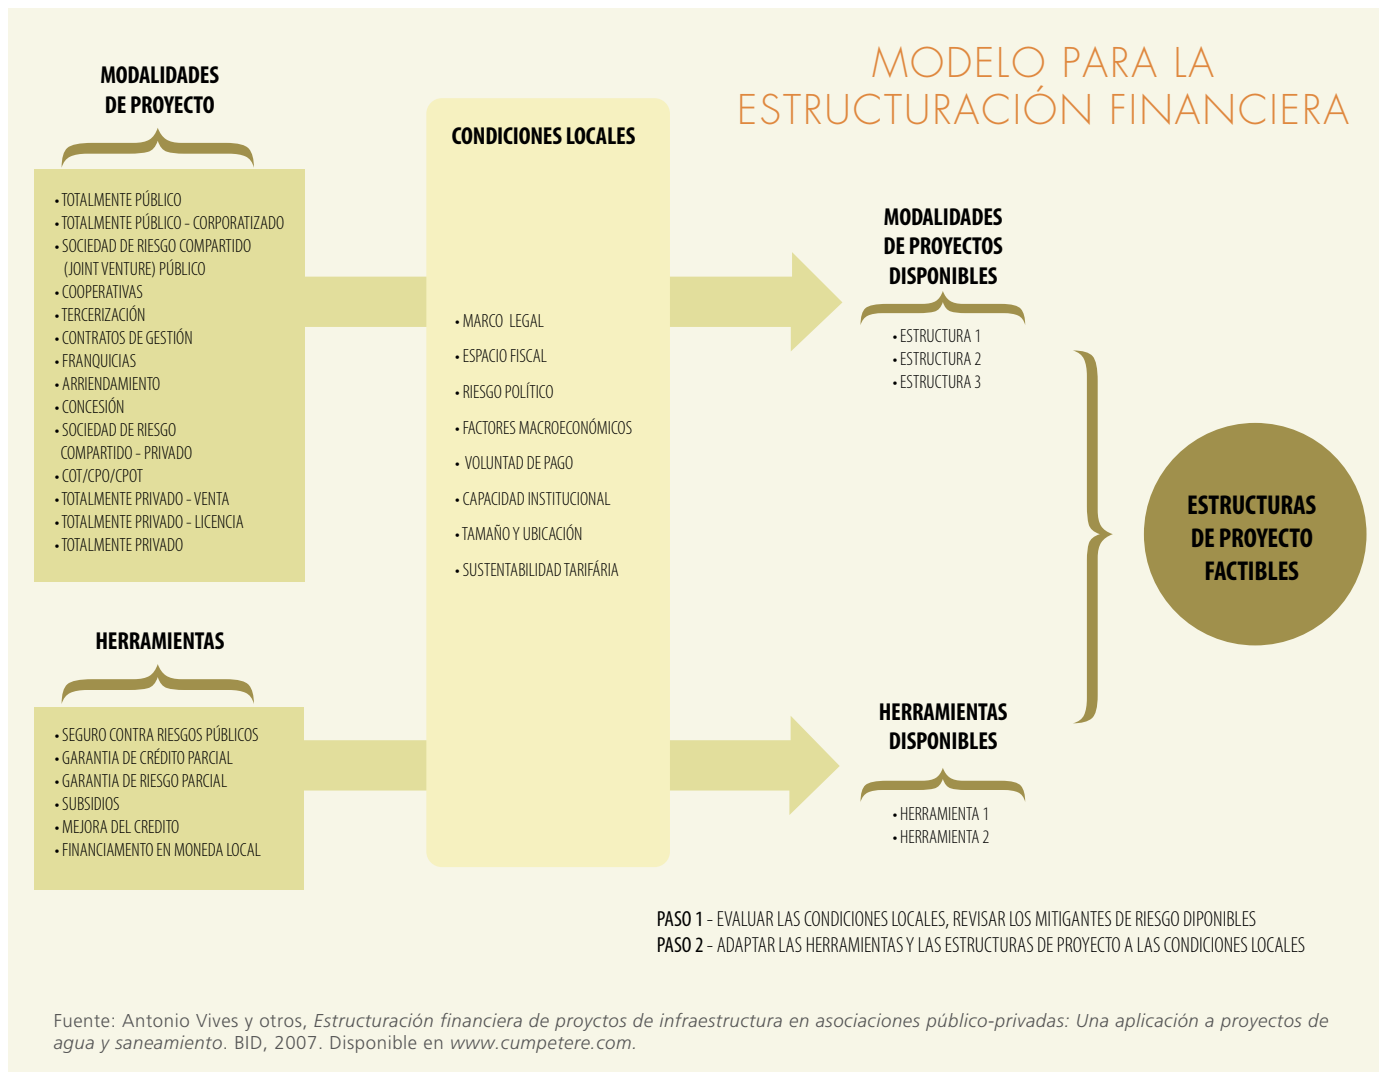 MODELO PARA LA
ESTRUCTURACIÓN FINANCIERA
MODALIDADES
DE PROYECTO
• TOTALMENTE PÚBLICO
• TOTALMENTE PÚBLICO - CORPORATIZADO
• SOCIEDAD DE RIESGO COMPARTIDO
(JOINT VENTURE) PÚBLICO
• COOPERATIVAS
• TERCERIZACIÓN
• CONTRATOS DE GESTIÓN
• FRANQUICIAS
• ARRIENDAMIENTO
• CONCESIÓN
• SOCIEDAD DE RIESGO
COMPARTIDO - PRIVADO
• COT/CPO/CPOT
• TOTALMENTE PRIVADO - VENTA
• TOTALMENTE PRIVADO - LICENCIA
• TOTALMENTE PRIVADO
HERRAMIENTAS
• SEGURO CONTRA RIESGOS PÚBLICOS
• GARANTIA DE CRÉDITO PARCIAL
• GARANTIA DE RIESGO PARCIAL
• SUBSIDIOS
• MEJORA DEL CREDITO
• FINANCIAMENTO EN MONEDA LOCAL
CONDICIONES LOCALES
• MARCO LEGAL
• ESPACIO FISCAL
• RIESGO POLÍTICO
• FACTORES MACROECONÓMICOS
• VOLUNTAD DE PAGO
• CAPACIDAD INSTITUCIONAL
• TAMAÑO Y UBICACIÓN
• SUSTENTABILIDAD TARIFÁRIA
MODALIDADES
DE PROYECTOS
DISPONIBLES
• ESTRUCTURA 1
• ESTRUCTURA 2
• ESTRUCTURA 3
HERRAMIENTAS
DISPONIBLES
• HERRAMIENTA 1
• HERRAMIENTA 2
ESTRUCTURAS
DE PROYECTO
FACTIBLES
PASO 1 - EVALUAR LAS CONDICIONES LOCALES, REVISAR LOS MITIGANTES DE RIESGO DIPONIBLES
PASO 2 - ADAPTAR LAS HERRAMIENTAS Y LAS ESTRUCTURAS DE PROYECTO A LAS CONDICIONES LOCALES
Fuente: Antonio Vives y otros, Estructuración financiera de proyctos de infraestructura en asociaciones público-privadas: Una aplicación a proyectos de
agua y saneamiento. BID, 2007. Disponible en www.cumpetere.com.